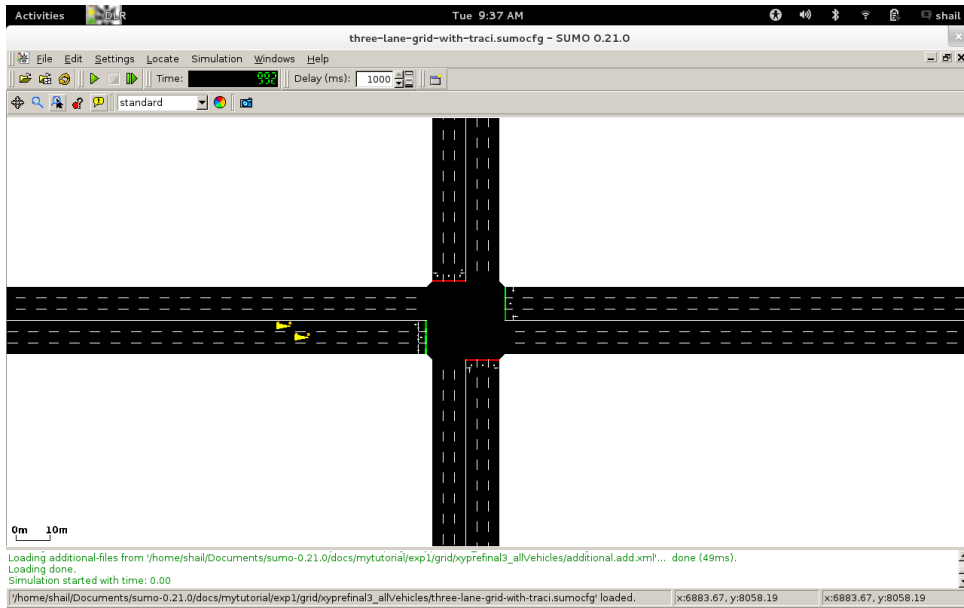 Activities DLR Tue 9:37 AM shail
three-lane-grid-with-traci.sumocfg - SUMO 0.21.0
File Edit Settings Locate Simulation Windows Help
Time: 992 Delay (ms): 1000
standard
0m 10m
Loading additional-files from '/home/shail/Documents/sumo-0.21.0/docs/mytutorial/exp1/grid/xyprefinal3_allVehicles/additional.add.xml'... done (49ms).
Loading done.
Simulation started with time: 0.00
'/home/shail/Documents/sumo-0.21.0/docs/mytutorial/exp1/grid/xyprefinal3_allVehicles/three-lane-grid-with-traci.sumocfg' loaded. x:6883.67, y:8058.19 x:6883.67, y:8058.19